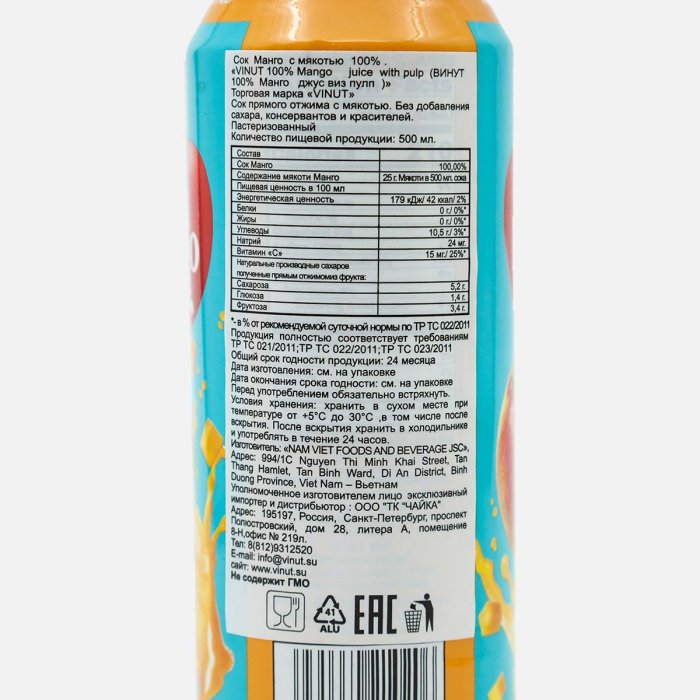 Сок Манго с мякотью 100% .
«VINUT 100% Mango juice with pulp (ВИНУТ
100% Манго джус виз пулп )»
Торговая марка «VINUT»
Сок прямого отжима с мякотью. Без добавления
сахара, консервантов и красителей.
Пастеризованный
Количество пищевой продукции: 500 мл.
Состав
Сок Манго 100,00%
Содержание мякоти Манго 25 г. Мякоти в 500 мл. сока
Пищевая ценность в 100 мл
Энергетическая ценность 179 кДж/ 42 ккал/ 2%
Белки 0 г./ 0%*
Жиры 0 г./ 0%*
Углеводы 10,5 г./ 3%*
Натрий 24 мг.
Витамин «С» 15 мг./ 25%*
Натуральные производные сахаров
полученные прямым отжимомиз фрукта:
Сахароза 5,2 г.
Глюкоза 1,4 г.
Фруктоза 3,4 г.
*- в % от рекомендуемой суточной нормы по ТР ТС 022/2011
Продукция полностью соответствует требованиям
ТР ТС 021/2011;ТР ТС 022/2011;ТР ТС 023/2011
Общий срок годности продукции: 24 месяца
Дата изготовления: см. на упаковке
Дата окончания срока годности: см. на упаковке
Перед употреблением обязательно встряхнуть.
Условия хранения: хранить в сухом месте при
температуре от +5°С до 30°С ,в том числе после
вскрытия. После вскрытия хранить в холодильнике
и употреблять в течение 24 часов.
Изготовитель: «NAM VIET FOODS AND BEVERAGE JSC»,
Адрес: 994/1C Nguyen Thi Minh Khai Street, Tan
Thang Hamlet, Tan Binh Ward, Di An District, Binh
Duong Province, Viet Nam – Вьетнам
Уполномоченное изготовителем лицо эксклюзивный
импортер и дистрибьютор : ООО "ТК "ЧАЙКА"
Адрес: 195197, Россия, Санкт-Петербург, проспект
Полюстровский, дом 28, литера А, помещение
8-Н,офис № 219л.
Тел: 8(812)9312520
E-mail: info@vinut.su
сайт: www.vinut.su
Не содержит ГМО
41
ALU
EAC